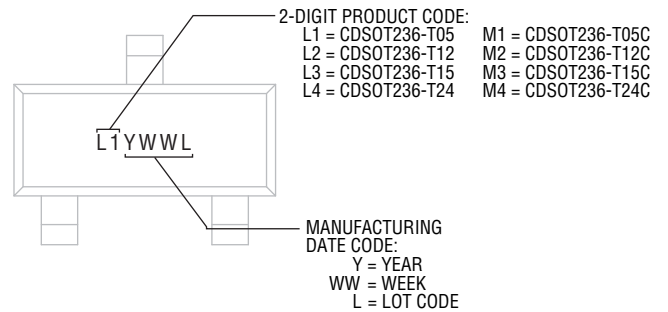 2-DIGIT PRODUCT CODE:
L1 = CDSOT236-T05 M1 = CDSOT236-T05C
L2 = CDSOT236-T12 M2 = CDSOT236-T12C
L3 = CDSOT236-T15 M3 = CDSOT236-T15C
L4 = CDSOT236-T24 M4 = CDSOT236-T24C
L1YWWL
MANUFACTURING
DATE CODE:
Y = YEAR
WW = WEEK
L = LOT CODE